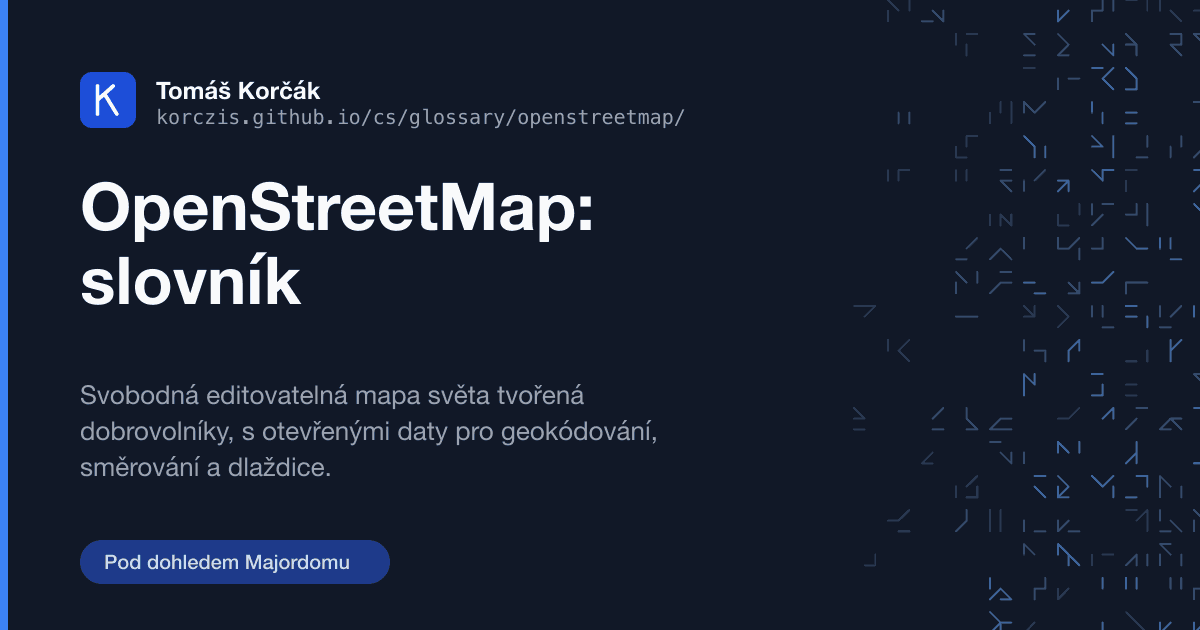 K
Tomáš Korčák
korczis.github.io/cs/glossary/openstreetmap/
OpenStreetMap:
slovník
Svobodná editovatelná mapa světa tvořená
dobrovolníky, s otevřenými daty pro geokódování,
směrování a dlaždice.
Pod dohledem Majordomu